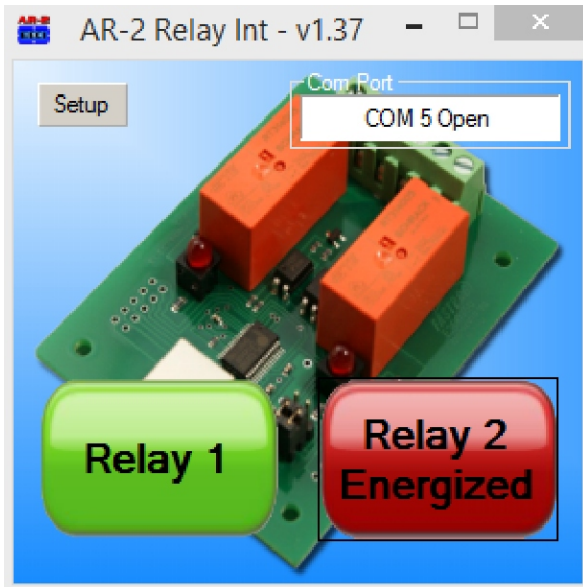 AR-2 Relay Int - v1.37
Setup
Com Port
COM 5 Open
Relay 1
Relay 2
Energized